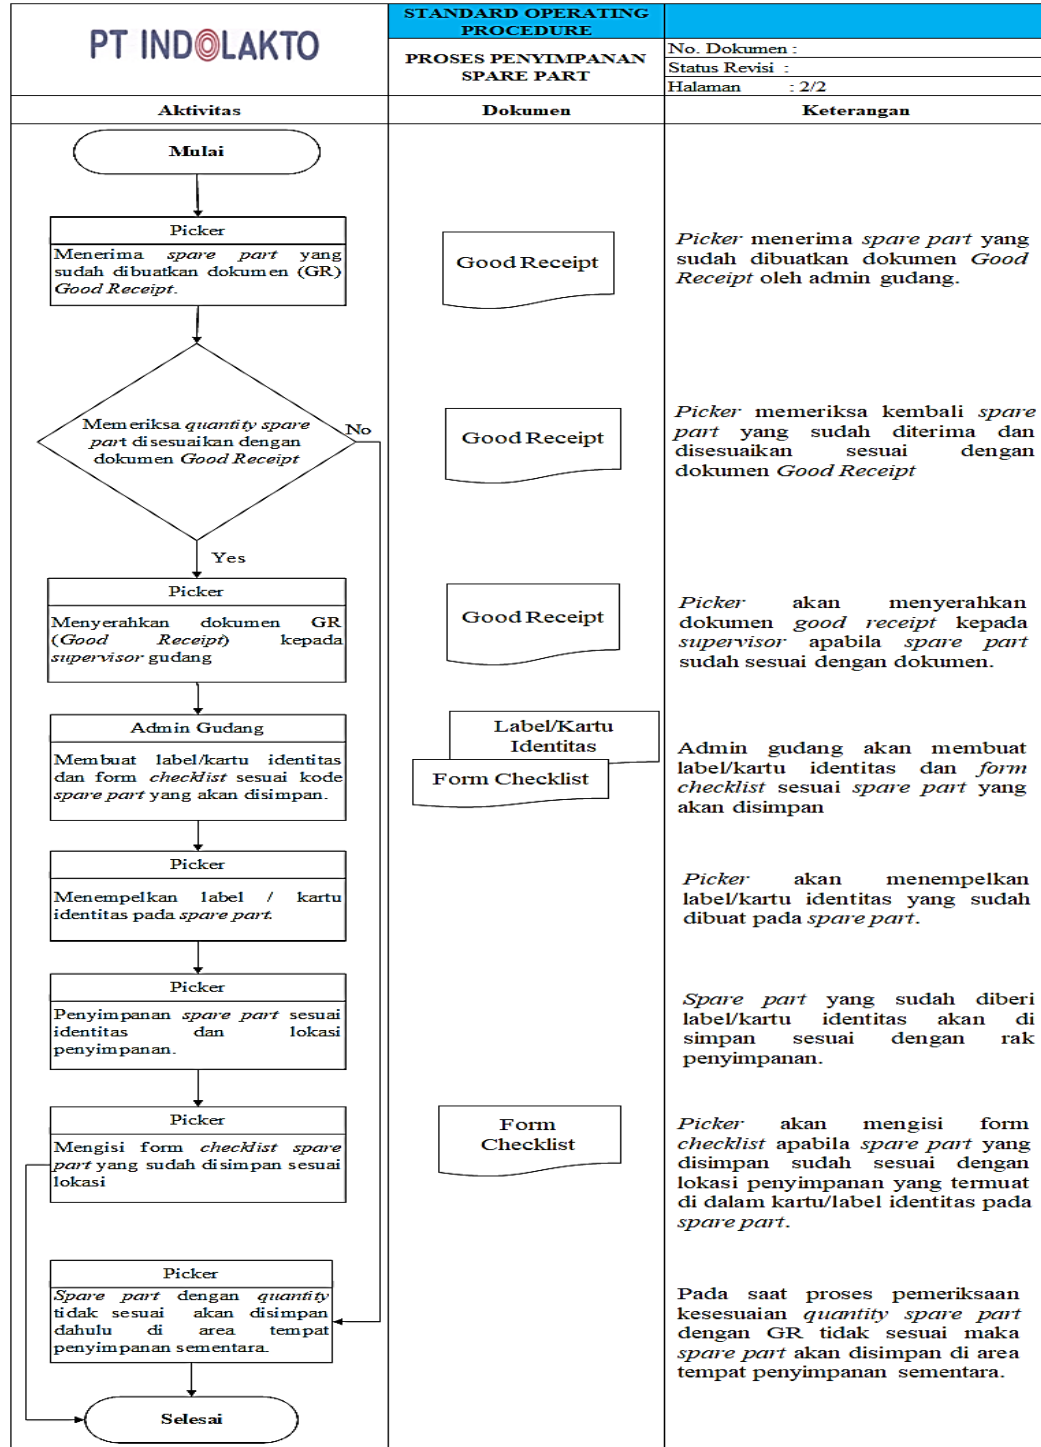 PT INDOLAKTO
STANDARD OPERATING
PROCEDURE
PROSES PENYIMPANAN
SPARE PART
No. Dokumen :
Status Revisi :
Halaman : 2/2
Aktivitas
Dokumen
Keterangan
Mulai
Picker
Menerima spare part yang
sudah dibuatkan dokumen (GR)
Good Receipt.
Good Receipt
Picker menerima spare part yang
sudah dibuatkan dokumen Good
Receipt oleh admin gudang.
Memeriksa quantity spare
part disesuaikan dengan
dokumen Good Receipt
No
Yes
Good Receipt
Picker memeriksa kembali spare
part yang sudah diterima dan
disesuaikan sesuai dengan
dokumen Good Receipt
Picker
Menyerahkan dokumen GR
(Good Receipt) kepada
supervisor gudang
Good Receipt
Picker akan menyerahkan
dokumen good receipt kepada
supervisor apabila spare part
sudah sesuai dengan dokumen.
Admin Gudang
Membuat label/kartu identitas
dan form checklist sesuai kode
spare part yang akan disimpan.
Label/Kartu
Identitas
Form Checklist
Admin gudang akan membuat
label/kartu identitas dan form
checklist sesuai spare part yang
akan disimpan
Picker
Menempelkan label / kartu
identitas pada spare part.
Picker akan menempelkan
label/kartu identitas yang sudah
dibuat pada spare part.
Picker
Penyimpanan spare part sesuai
identitas dan lokasi
penyimpanan.
Spare part yang sudah diberi
label/kartu identitas akan di
simpan sesuai dengan rak
penyimpanan.
Picker
Mengisi form checklist spare
part yang sudah disimpan sesuai
lokasi
Form
Checklist
Picker akan mengisi form
checklist apabila spare part yang
disimpan sudah sesuai dengan
lokasi penyimpanan yang termuat
di dalam kartu/label identitas pada
spare part.
Picker
Spare part dengan quantity
tidak sesuai akan disimpan
dahulu di area tempat
penyimpanan sementara.
Pada saat proses pemeriksaan
kesesuaian quantity spare part
dengan GR tidak sesuai maka
spare part akan disimpan di area
tempat penyimpanan sementara.
Selesai